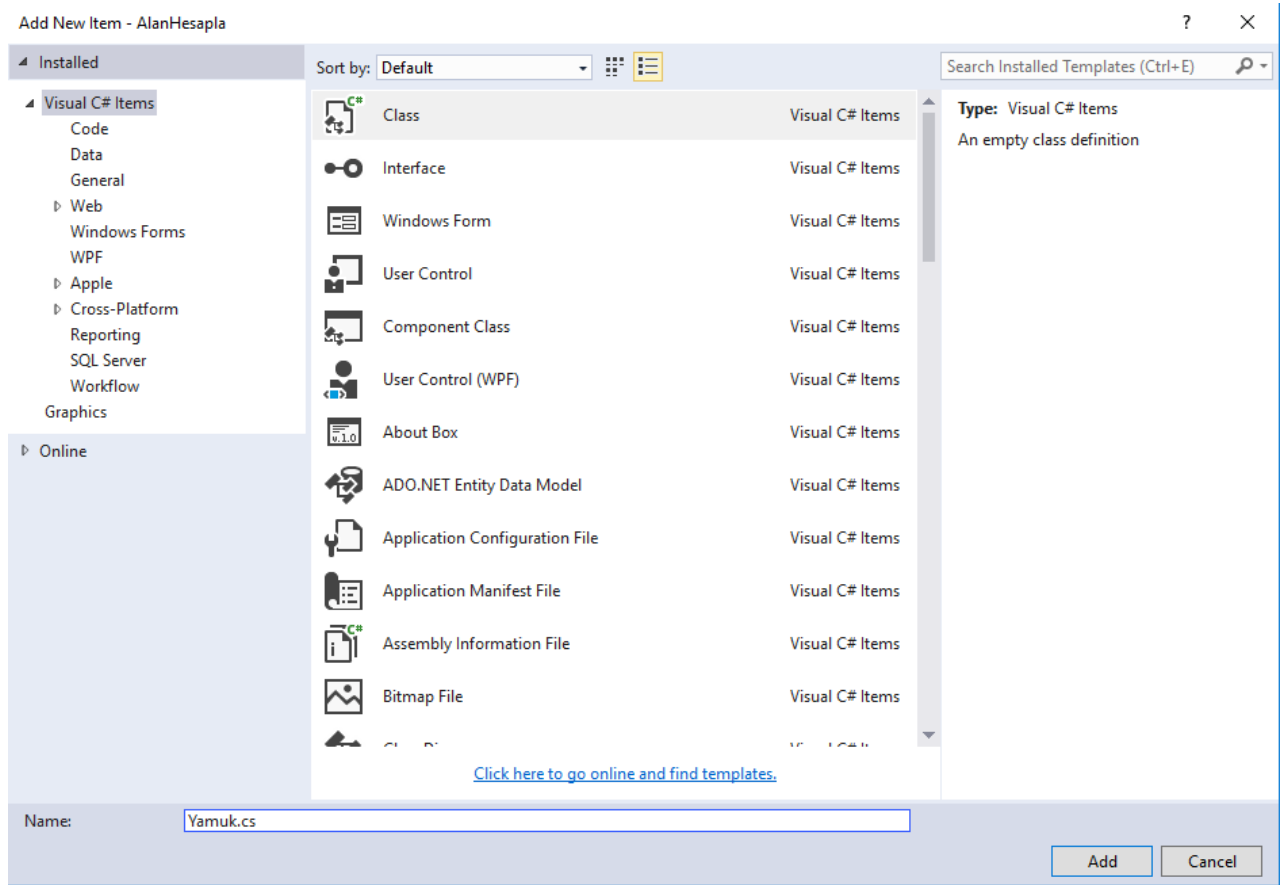 Add New Item - AlanHesapla
? 
Installed
Sort by: Default
Search Installed Templates (Ctrl+E)
Visual C# Items
Code
Data
General
Web
Windows Forms
WPF
Apple
Cross-Platform
Reporting
SQL Server
Workflow
Graphics
Online
C#
Class Visual C# Items
Interface Visual C# Items
Windows Form Visual C# Items
User Control Visual C# Items
Component Class Visual C# Items
User Control (WPF) Visual C# Items
v.1.0
About Box Visual C# Items
ADO.NET Entity Data Model Visual C# Items
Application Configuration File Visual C# Items
Application Manifest File Visual C# Items
C#
Assembly Information File Visual C# Items
Bitmap File Visual C# Items
Click here to go online and find templates.
Type: Visual C# Items
An empty class definition
Name: Yamuk.cs
Add Cancel